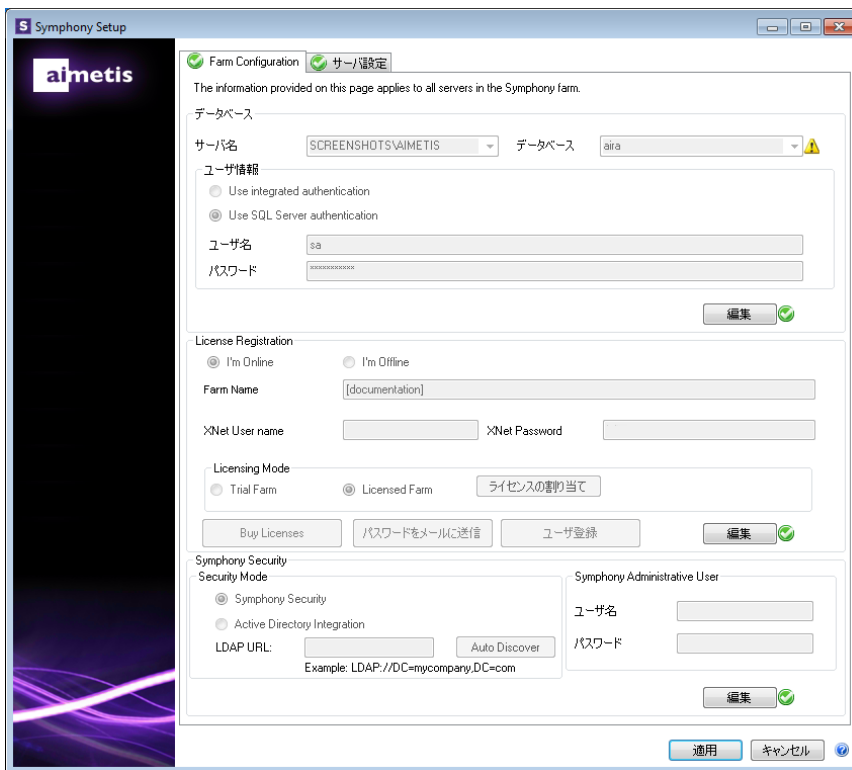 Symphony Setup
aimetis
Farm Configuration
サーバ設定
The information provided on this page applies to all servers in the Symphony farm.
データベース
サーバ名
SCREENSHOTS\AIMETIS
データベース
aira
ユーザ情報
Use integrated authentication
Use SQL Server authentication
ユーザ名
sa
パスワード
***********
編集
License Registration
I'm Online
I'm Offline
Farm Name
[documentation]
XNet User name
XNet Password
Licensing Mode
Trial Farm
Licensed Farm
ライセンスの割り当て
Buy Licenses
パスワードをメールに送信
ユーザ登録
編集
Symphony Security
Security Mode
Symphony Security
Active Directory Integration
LDAP URL:
Auto Discover
Example: LDAP://DC=mycompany,DC=com
Symphony Administrative User
ユーザ名
パスワード
編集
適用
キャンセル